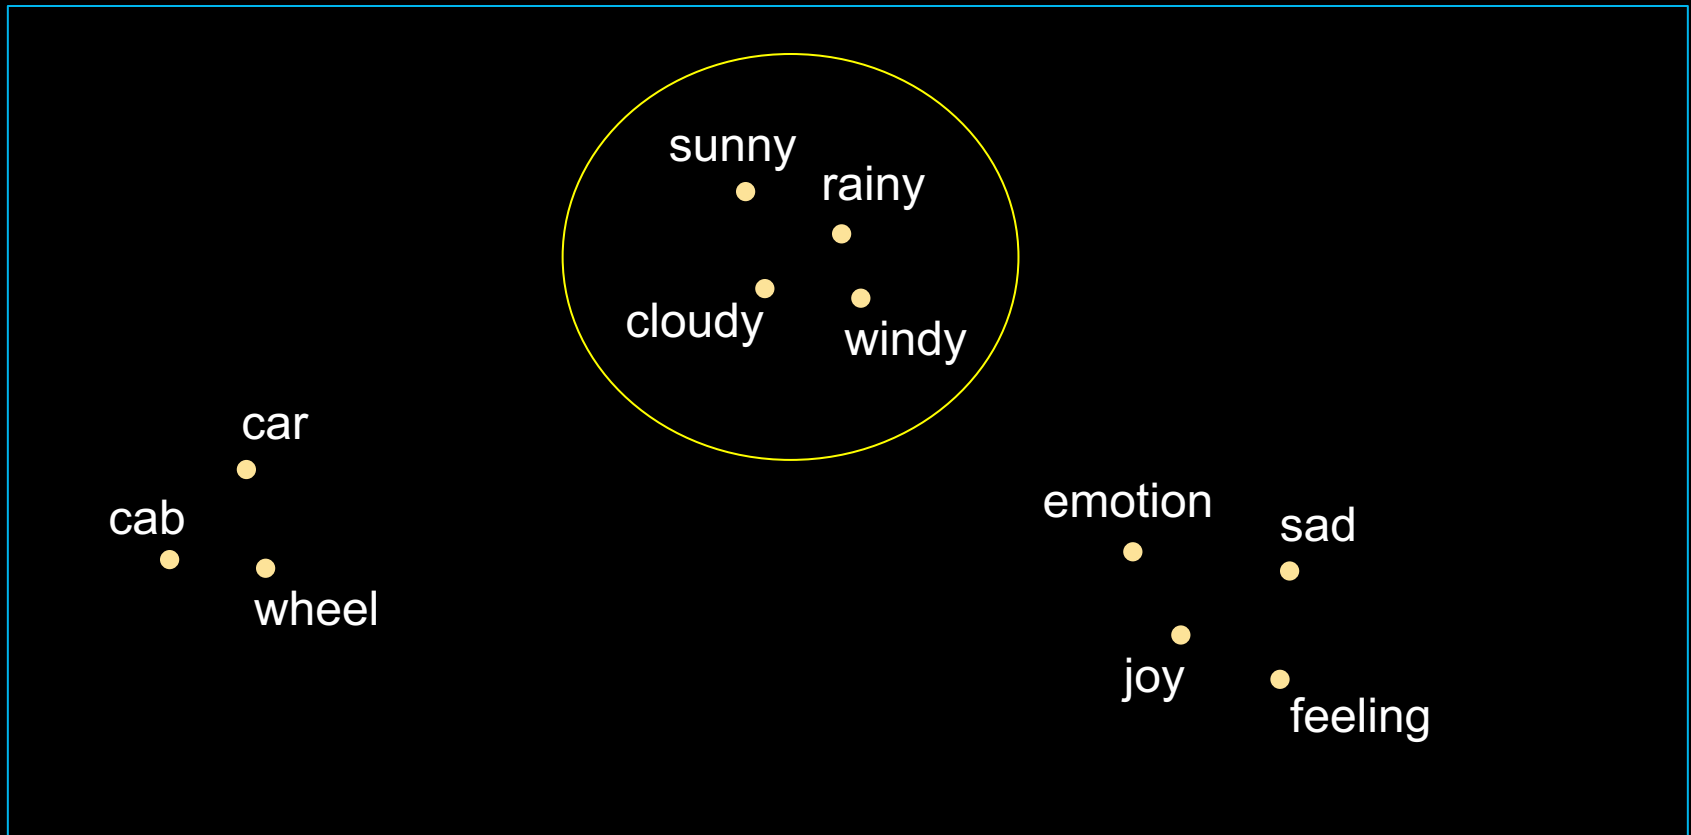 sunny
rainy
cloudy
windy
car
cab
wheel
emotion
sad
joy
feeling